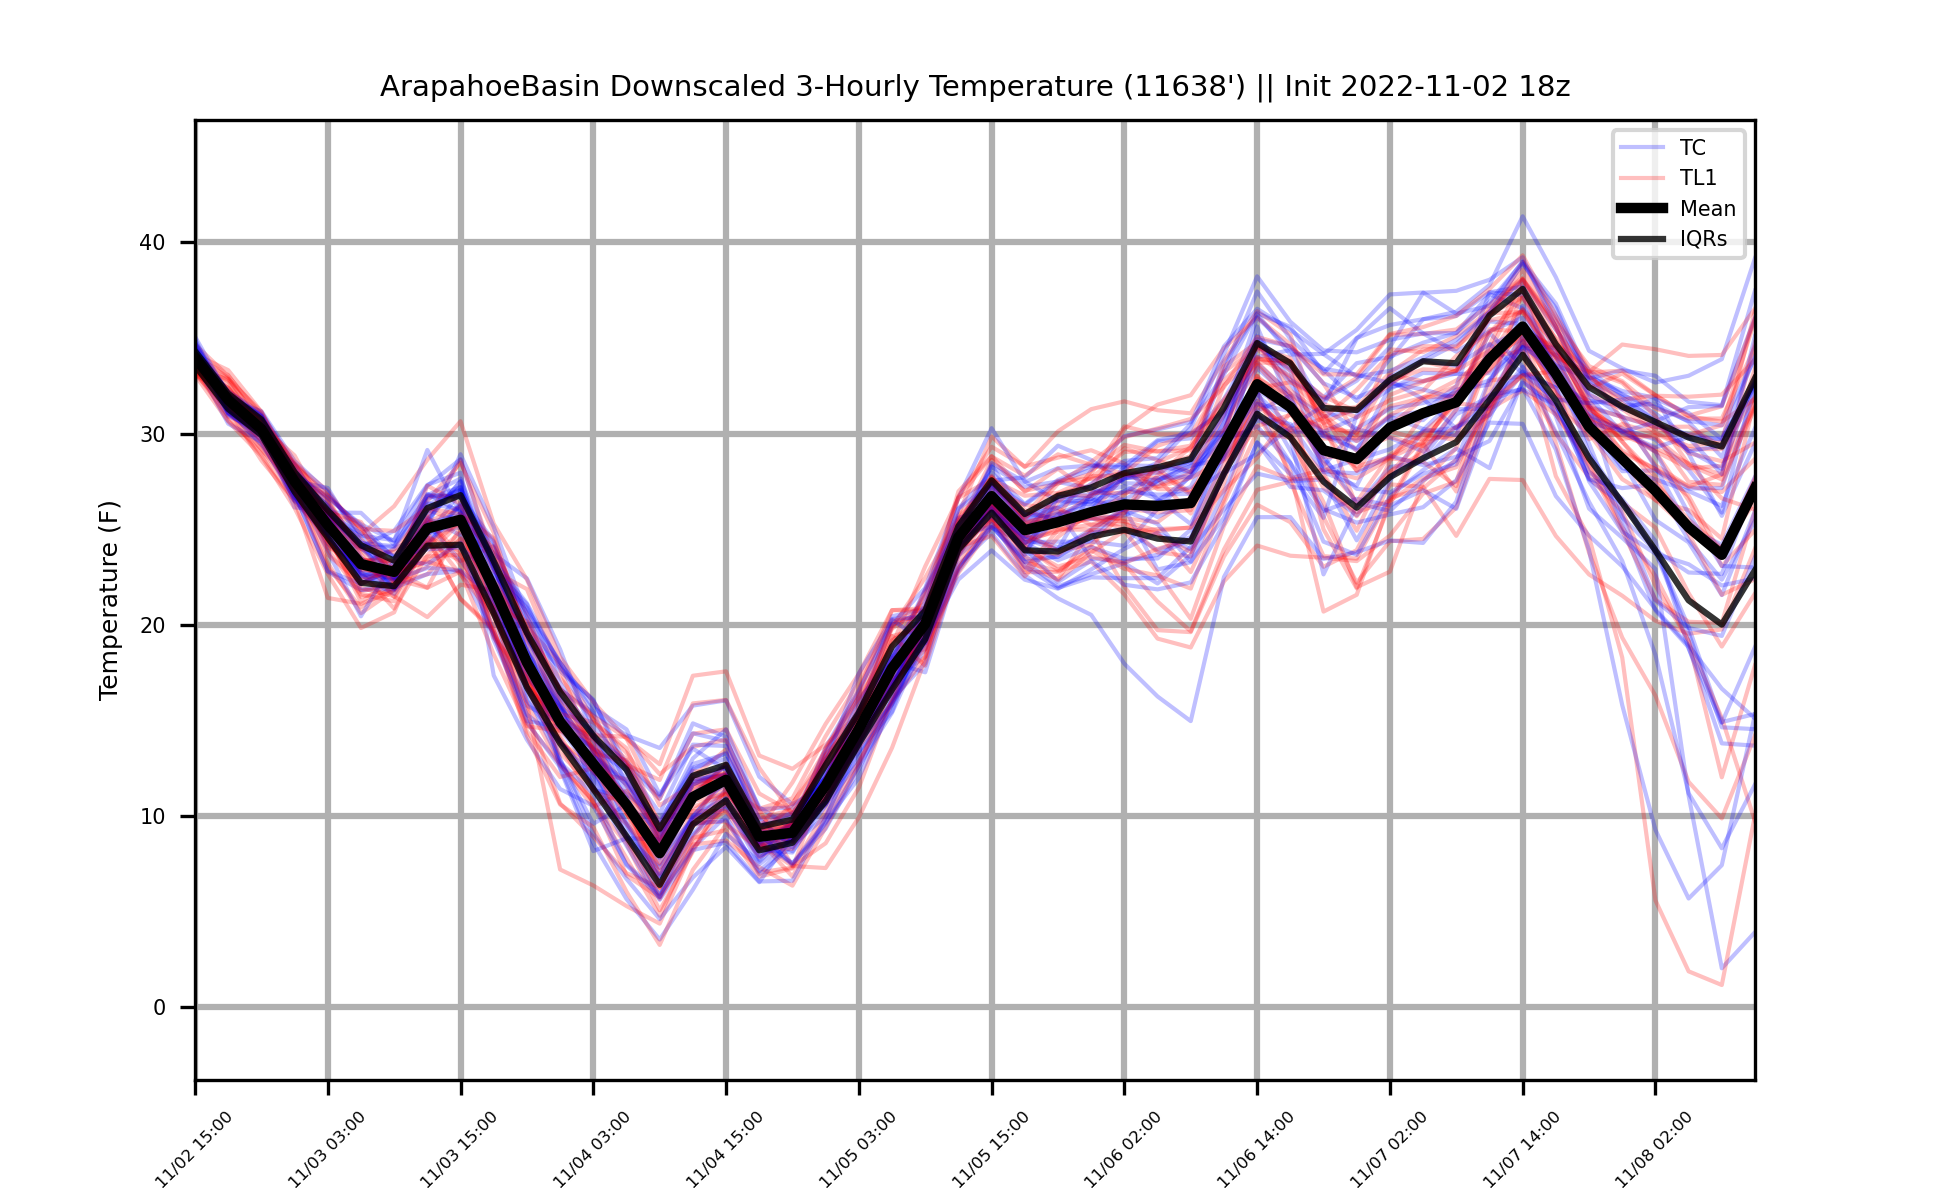 ArapahoeBasin Downscaled 3-Hourly Temperature (11638') || Init 2022-11-02 18z
TC
TL1
Mean
IQRs
Temperature (F)
40
30
20
10
0
11/02 15:00
11/03 03:00
11/03 15:00
11/04 03:00
11/04 15:00
11/05 03:00
11/05 15:00
11/06 02:00
11/06 14:00
11/07 02:00
11/07 14:00
11/08 02:00